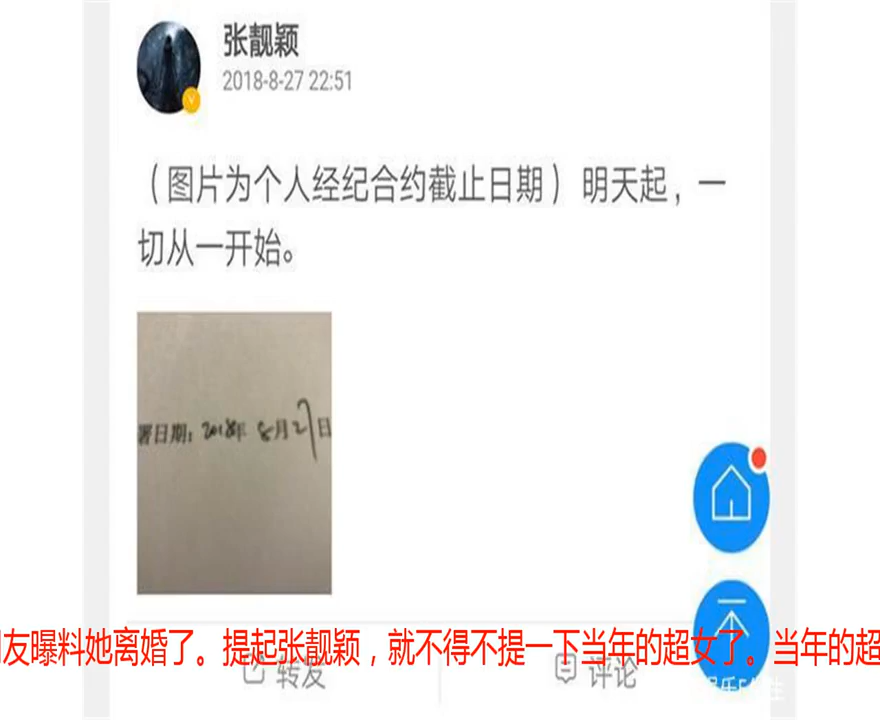 张靓颖
2018-8-27 22:51
（图片为个人经纪合约截止日期）明天起，一
切从一开始。
署日期：2018年 8月27日
友曝料她离婚了。提起张靓颖，就不得不提一下当年的超女了。当年的超
转发
评论